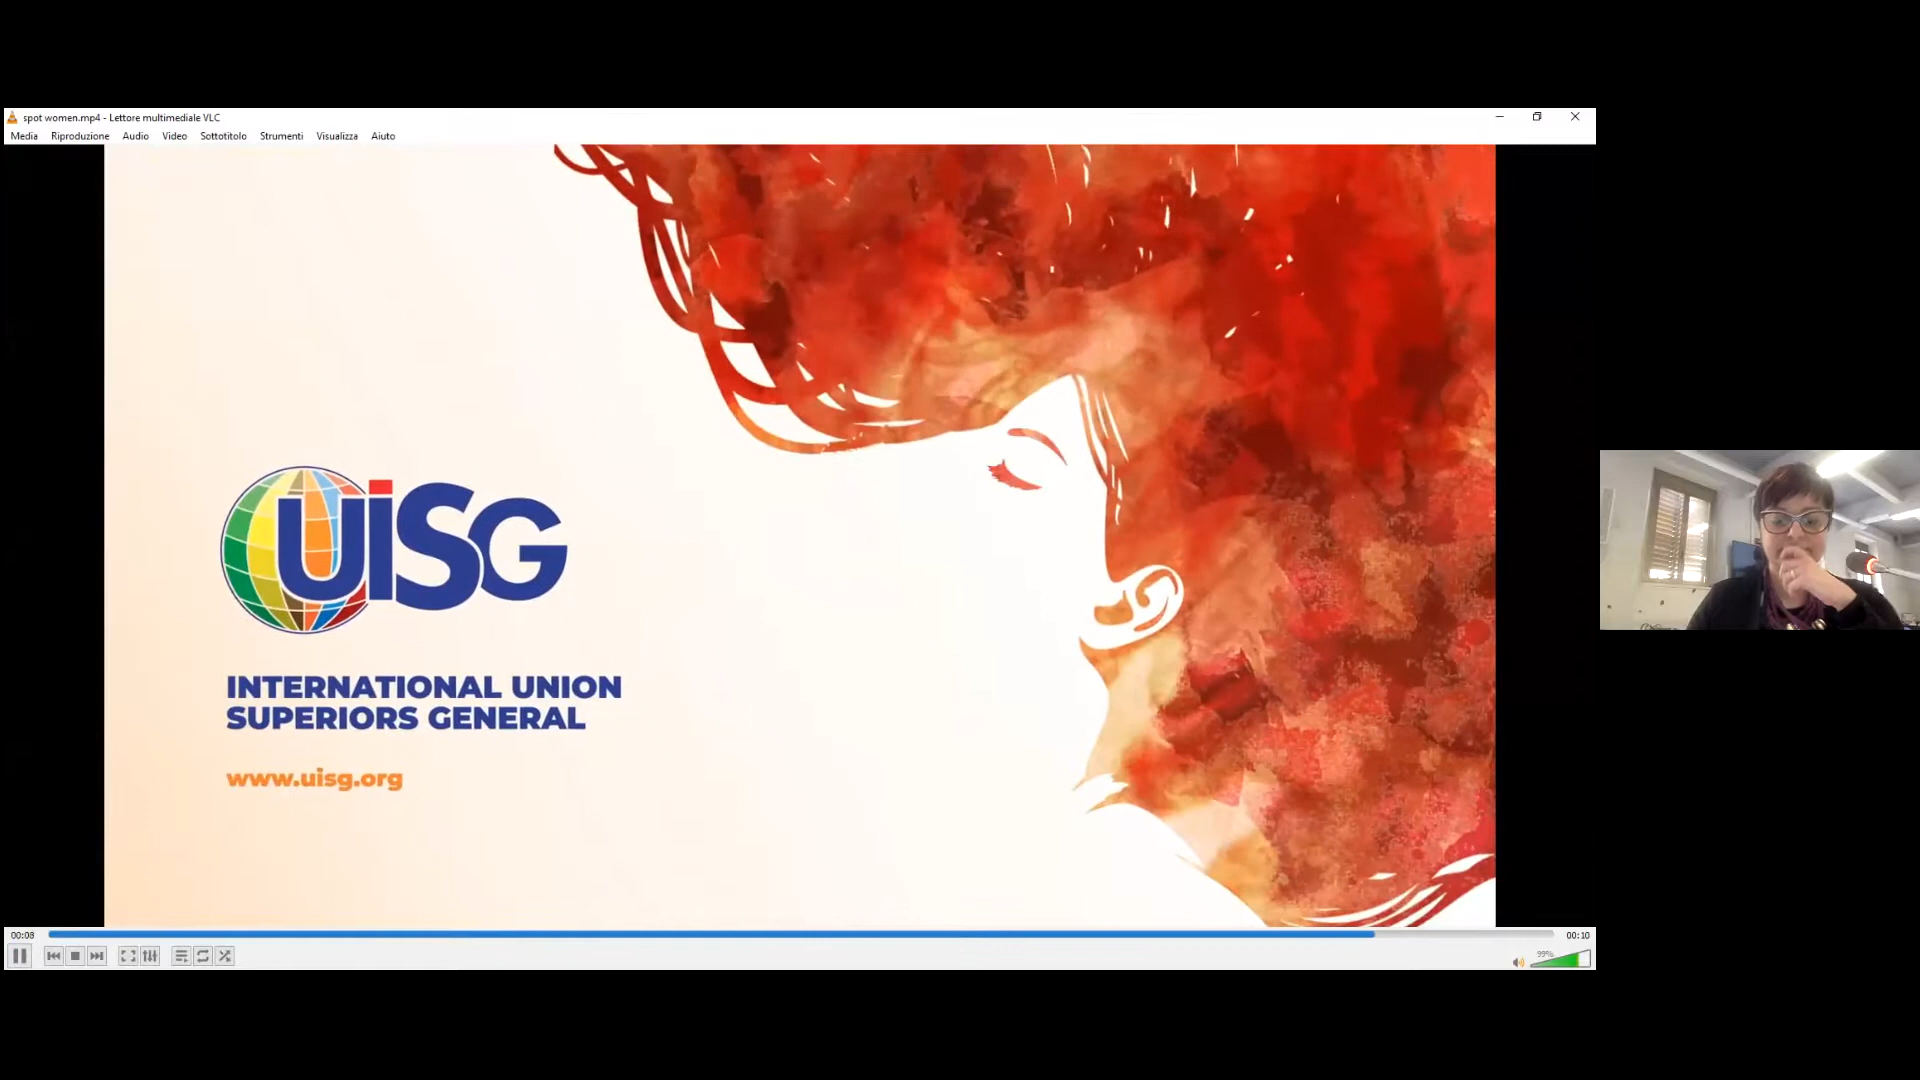 spot women.mp4 - Lettore multimediale VLC
Media Riproduzione Audio Video Sottotitolo Strumenti Visualizza Aiuto
UiSG
INTERNATIONAL UNION
SUPERIORS GENERAL
www.uisg.org
00:08
00:10
99%